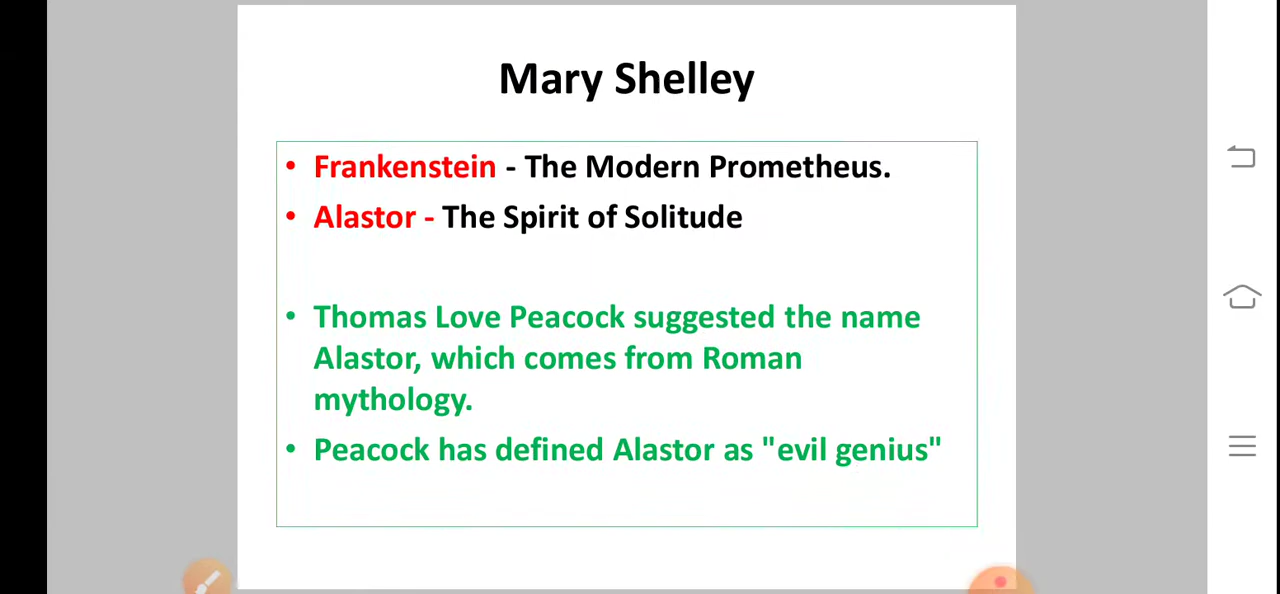 Mary Shelley
• Frankenstein - The Modern Prometheus.
• Alastor - The Spirit of Solitude
• Thomas Love Peacock suggested the name
Alastor, which comes from Roman
mythology.
• Peacock has defined Alastor as "evil genius"